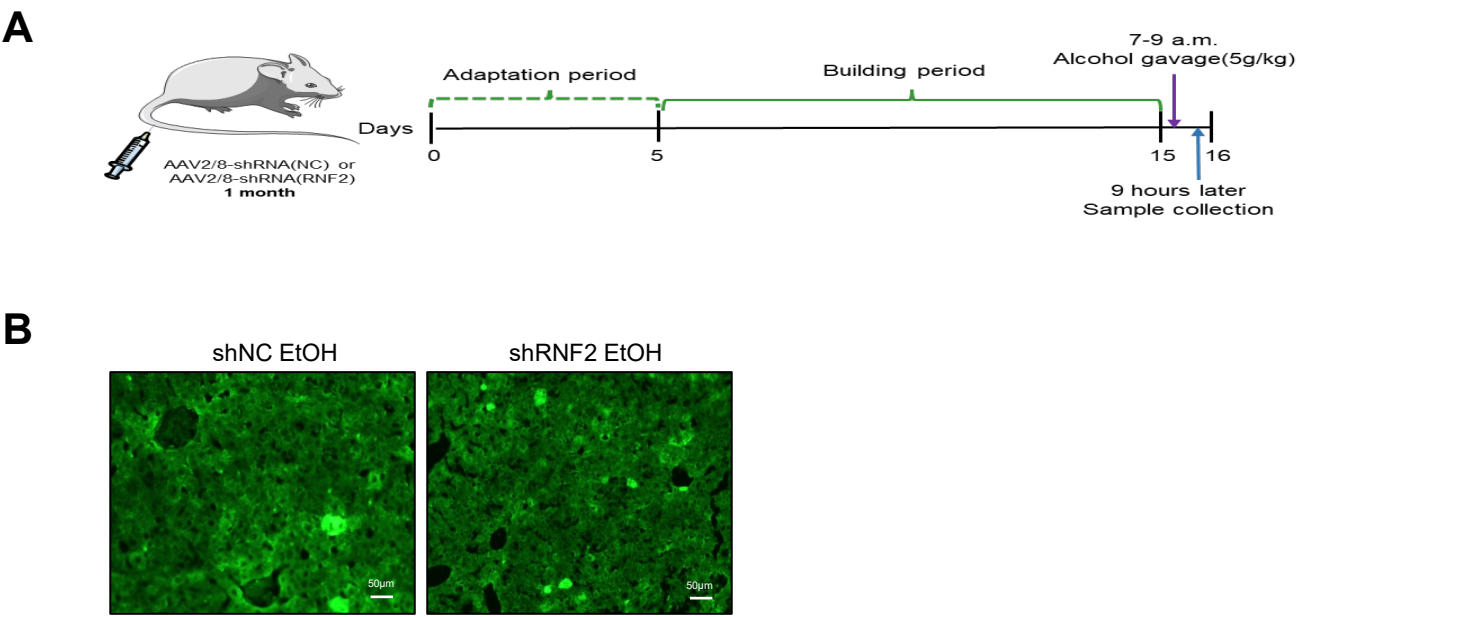 A
7-9 a.m.
Alcohol gavage(5g/kg)
Adaptation period
Building period
Days
0
5
15
16
AAV2/8-shRNA(NC) or
AAV2/8-shRNA(RNF2)
1 month
9 hours later
Sample collection
B
shNC EtOH
shRNF2 EtOH
50μm
50μm